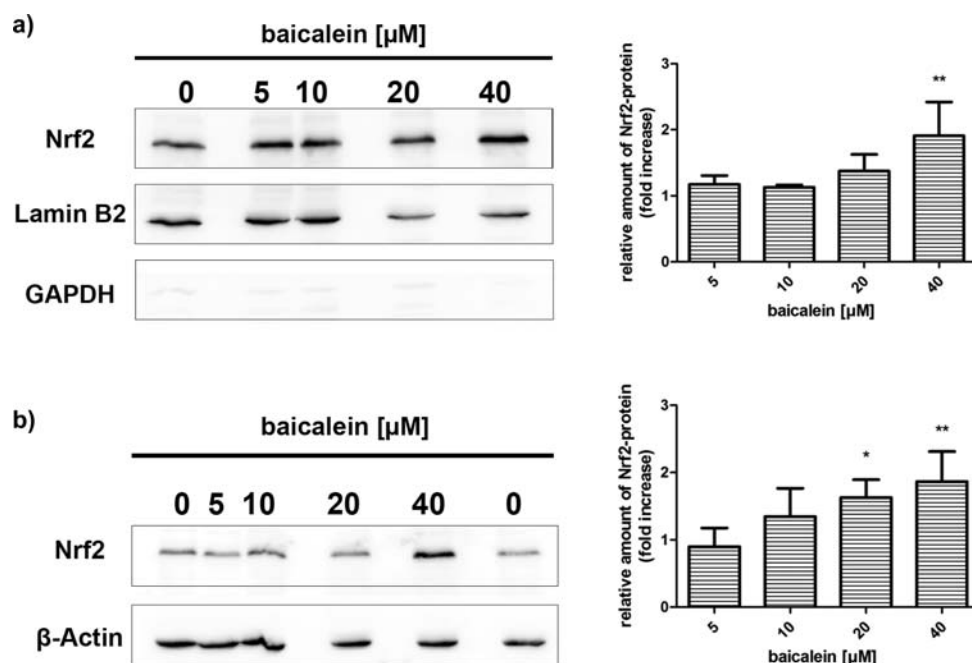 a)
baicalein [µM]
0 5 10 20 40
Nrf2
Lamin B2
GAPDH
relative amount of Nrf2-protein
(fold increase)
3
2
1
0
**
5 10 20 40
baicalein [µM]
b)
baicalein [µM]
0 5 10 20 40 0
Nrf2
β-Actin
relative amount of Nrf2-protein
(fold increase)
3
2
1
0
* **
5 10 20 40
baicalein [µM]